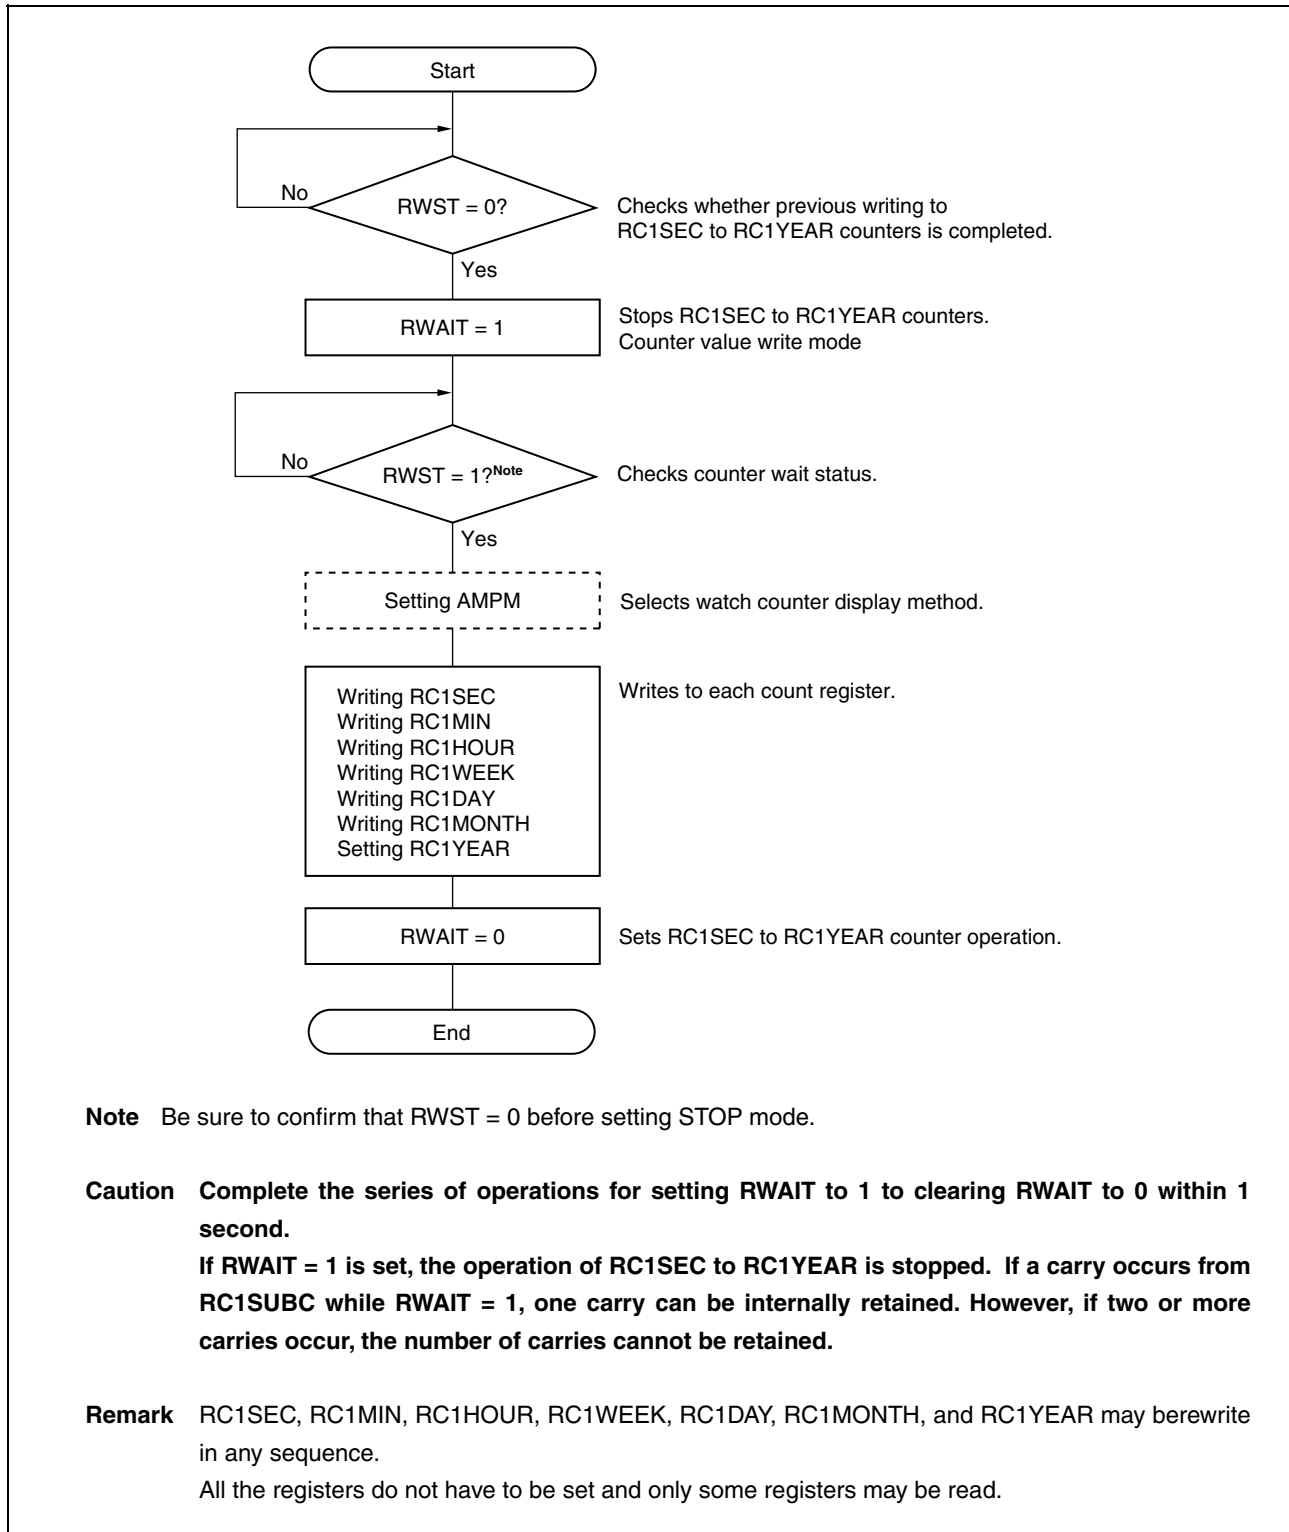 Start
No
RWST = 0?
Checks whether previous writing to
RC1SEC to RC1YEAR counters is completed.
Yes
RWAIT = 1
Stops RC1SEC to RC1YEAR counters.
Counter value write mode
No
RWST = 1?Note
Checks counter wait status.
Yes
Setting AMPM
Selects watch counter display method.
Writing RC1SEC
Writing RC1MIN
Writing RC1HOUR
Writing RC1WEEK
Writing RC1DAY
Writing RC1MONTH
Setting RC1YEAR
Writes to each count register.
RWAIT = 0
Sets RC1SEC to RC1YEAR counter operation.
End
Note Be sure to confirm that RWST = 0 before setting STOP mode.
Caution Complete the series of operations for setting RWAIT to 1 to clearing RWAIT to 0 within 1
second.
If RWAIT = 1 is set, the operation of RC1SEC to RC1YEAR is stopped. If a carry occurs from
RC1SUBC while RWAIT = 1, one carry can be internally retained. However, if two or more
carries occur, the number of carries cannot be retained.
Remark RC1SEC, RC1MIN, RC1HOUR, RC1WEEK, RC1DAY, RC1MONTH, and RC1YEAR may berewrite
in any sequence.
All the registers do not have to be set and only some registers may be read.